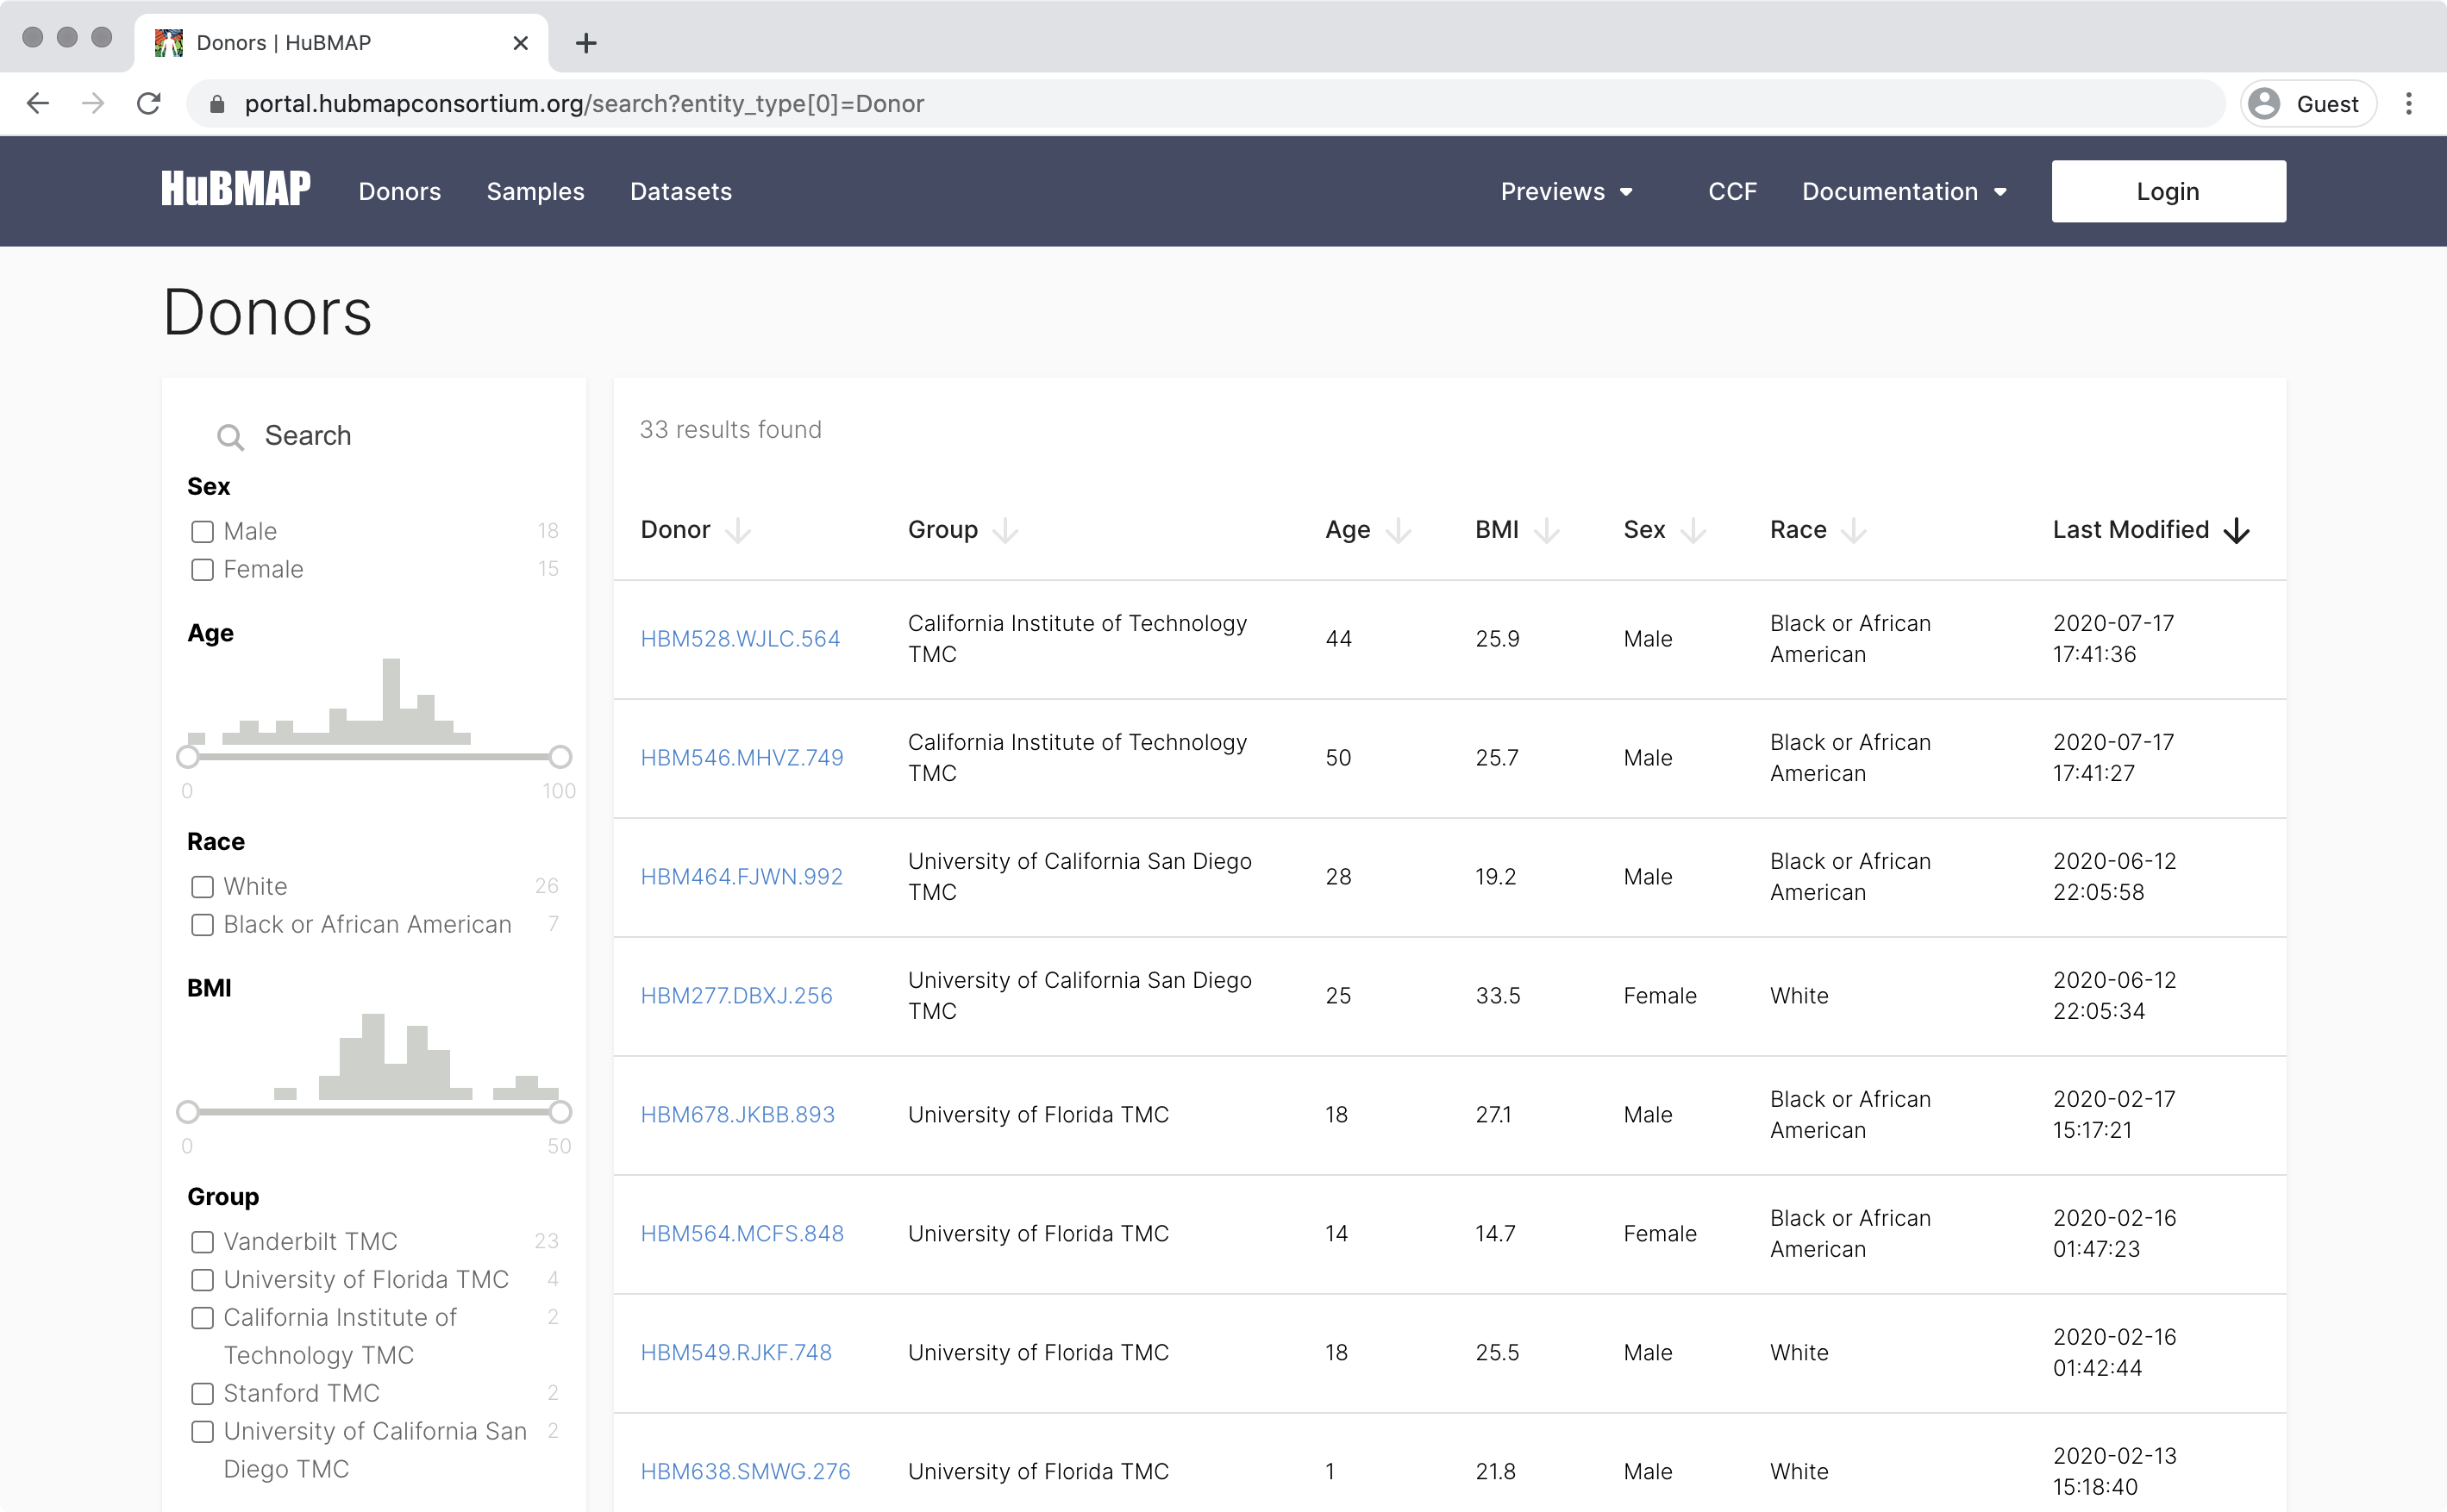 Donors | HuBMAP
portal.hubmapconsortium.org/search?entity_type[0]=Donor
Guest
HuBMAP Donors Samples Datasets Previews CCF Documentation Login
Donors
Search
Sex
Male 18
Female 15
Age
0 100
Race
White 26
Black or African American 7
BMI
0 50
Group
Vanderbilt TMC 23
University of Florida TMC 4
California Institute of 2
Technology TMC
Stanford TMC 2
University of California San 2
Diego TMC
33 results found
Donor Group Age BMI Sex Race Last Modified
HBM528.WJLC.564 California Institute of Technology TMC 44 25.9 Male Black or African American 2020-07-17 17:41:36
HBM546.MHVZ.749 California Institute of Technology TMC 50 25.7 Male Black or African American 2020-07-17 17:41:27
HBM464.FJWN.992 University of California San Diego TMC 28 19.2 Male Black or African American 2020-06-12 22:05:58
HBM277.DBXJ.256 University of California San Diego TMC 25 33.5 Female White 2020-06-12 22:05:34
HBM678.JKBB.893 University of Florida TMC 18 27.1 Male Black or African American 2020-02-17 15:17:21
HBM564.MCFS.848 University of Florida TMC 14 14.7 Female Black or African American 2020-02-16 01:47:23
HBM549.RJKF.748 University of Florida TMC 18 25.5 Male White 2020-02-16 01:42:44
HBM638.SMWG.276 University of Florida TMC 1 21.8 Male White 2020-02-13 15:18:40